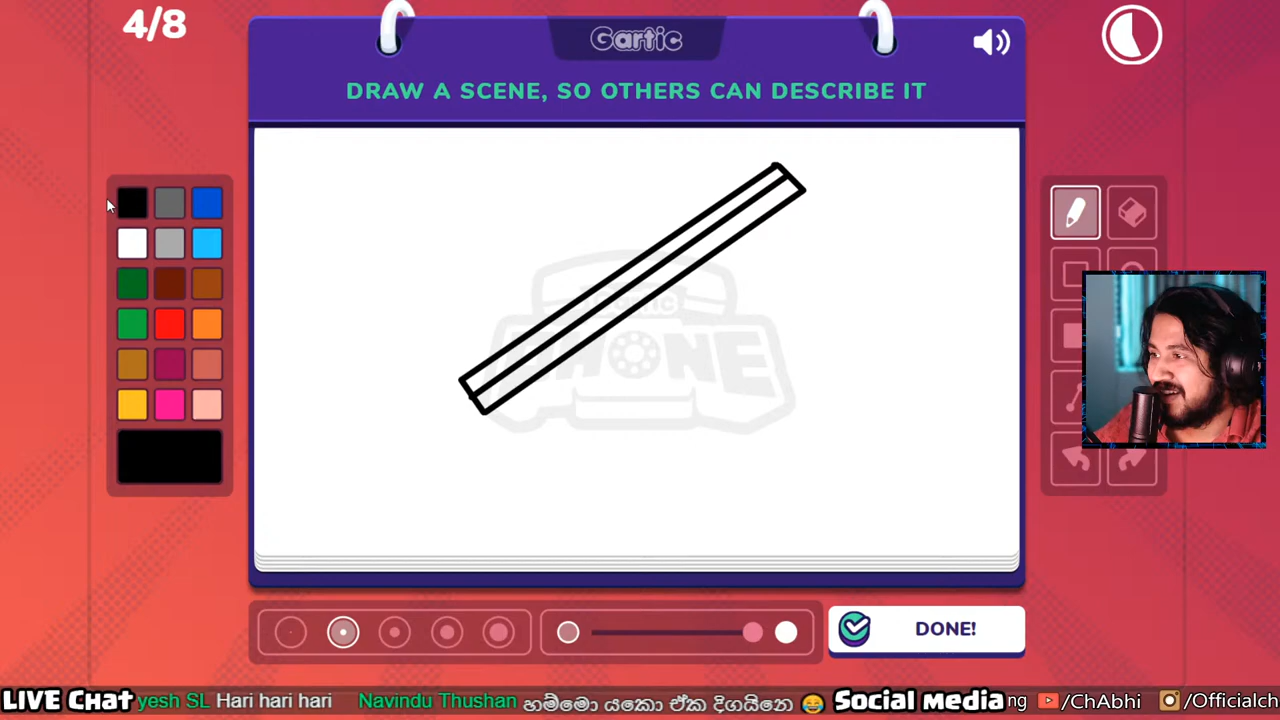 4/8
Gartic
DRAW A SCENE, SO OTHERS CAN DESCRIBE IT
PHONE
DONE!
LIVE Chat yesh SL Hari hari hari Navindu Thushan හම්මො යකො ඒක දිගයිනෙ 😂 Social media ng /ChAbhi /Officialch